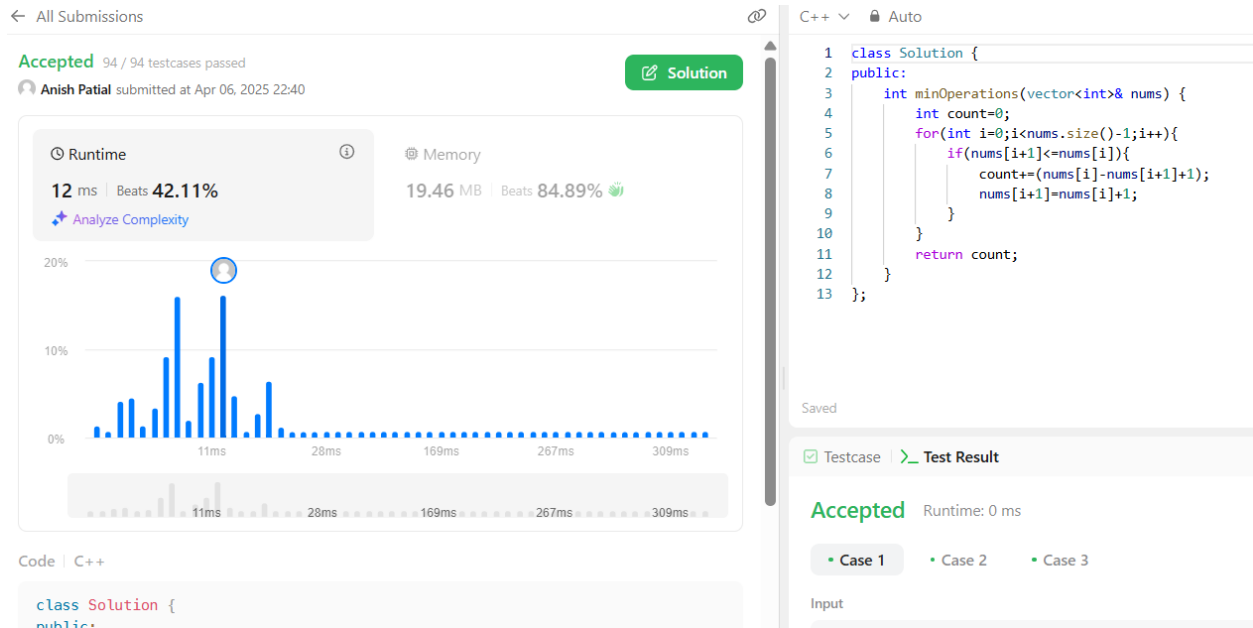 All Submissions
Accepted 94 / 94 testcases passed
Anish Patial submitted at Apr 06, 2025 22:40
Solution
Runtime
12 ms Beats 42.11%
Analyze Complexity
Memory
19.46 MB Beats 84.89%
20%
10%
0%
11ms 28ms 169ms 267ms 309ms
11ms 28ms 169ms 267ms 309ms
Code C++
class Solution {
public:
C++ Auto
1 class Solution {
2 public:
3 int minOperations(vector<int>& nums) {
4 int count=0;
5 for(int i=0;i<nums.size()-1;i++){
6 if(nums[i+1]<=nums[i]){
7 count+=(nums[i]-nums[i+1]+1);
8 nums[i+1]=nums[i]+1;
9 }
10 }
11 return count;
12 }
13 };
Saved
Testcase Test Result
Accepted Runtime: 0 ms
Case 1 Case 2 Case 3
Input